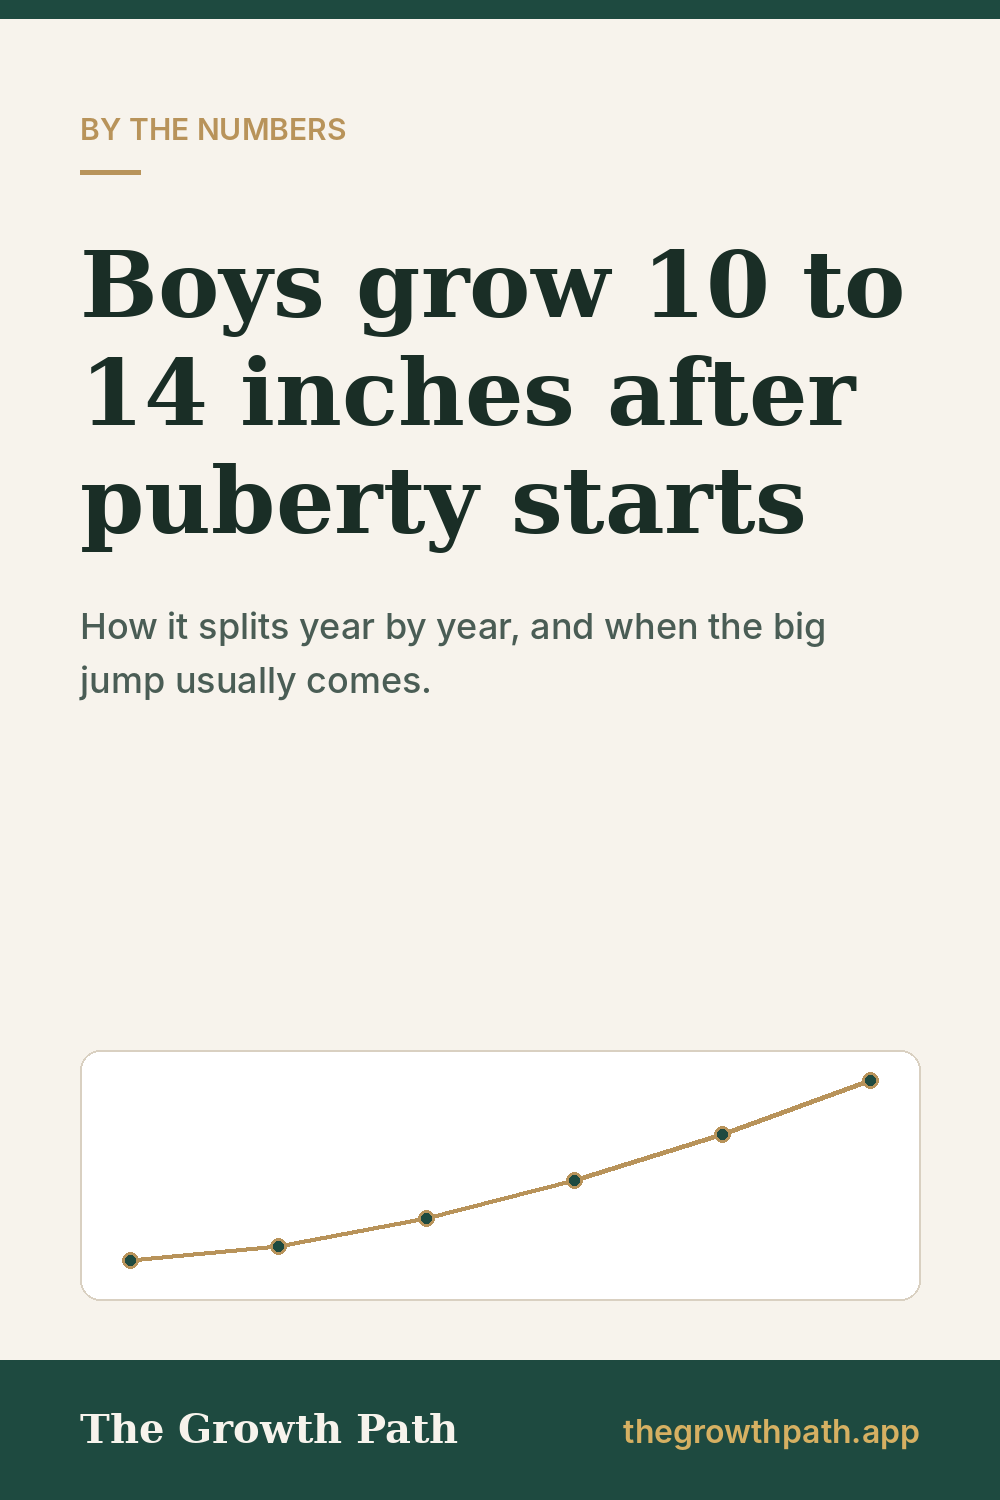 BY THE NUMBERS
Boys grow 10 to
14 inches after
puberty starts
How it splits year by year, and when the big
jump usually comes.
The Growth Path
thegrowthpath.app